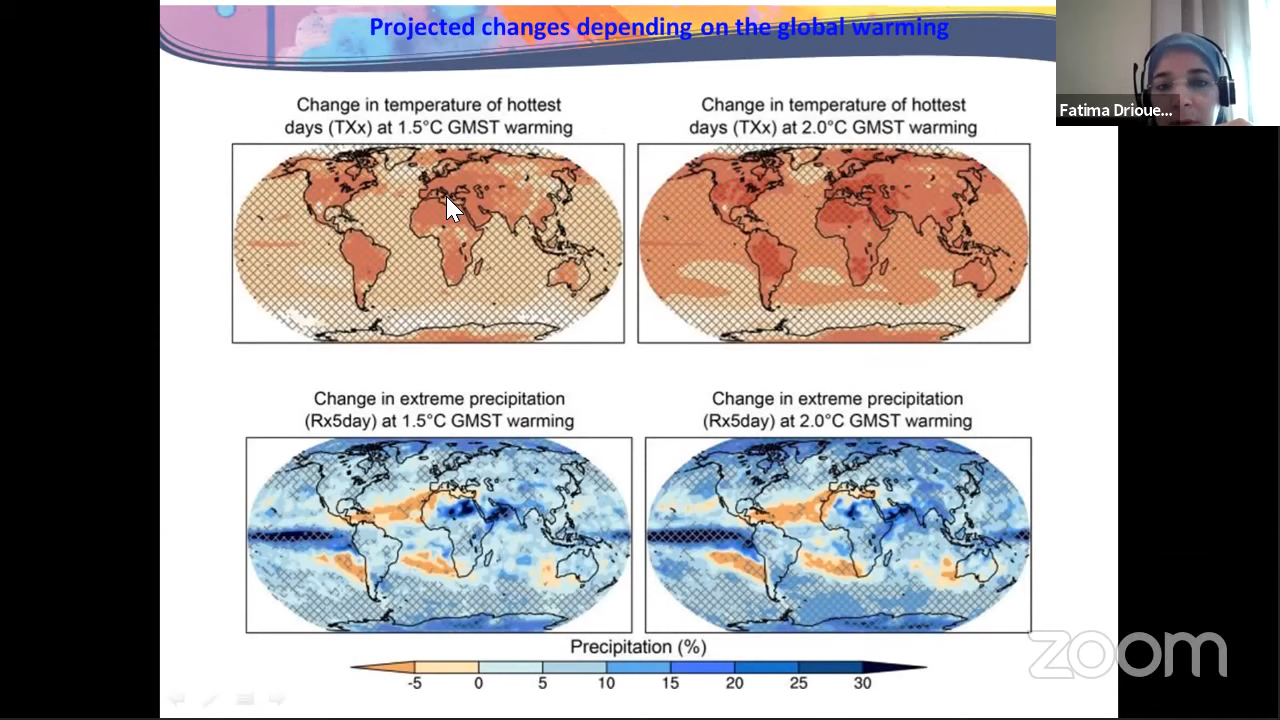 Projected changes depending on the global warming
Fatima Drioue...
Change in temperature of hottest
days (TXx) at 1.5°C GMST warming
Change in temperature of hottest
days (TXx) at 2.0°C GMST warming
Change in extreme precipitation
(Rx5day) at 1.5°C GMST warming
Change in extreme precipitation
(Rx5day) at 2.0°C GMST warming
Precipitation (%)
-5 0 5 10 15 20 25 30
zoom